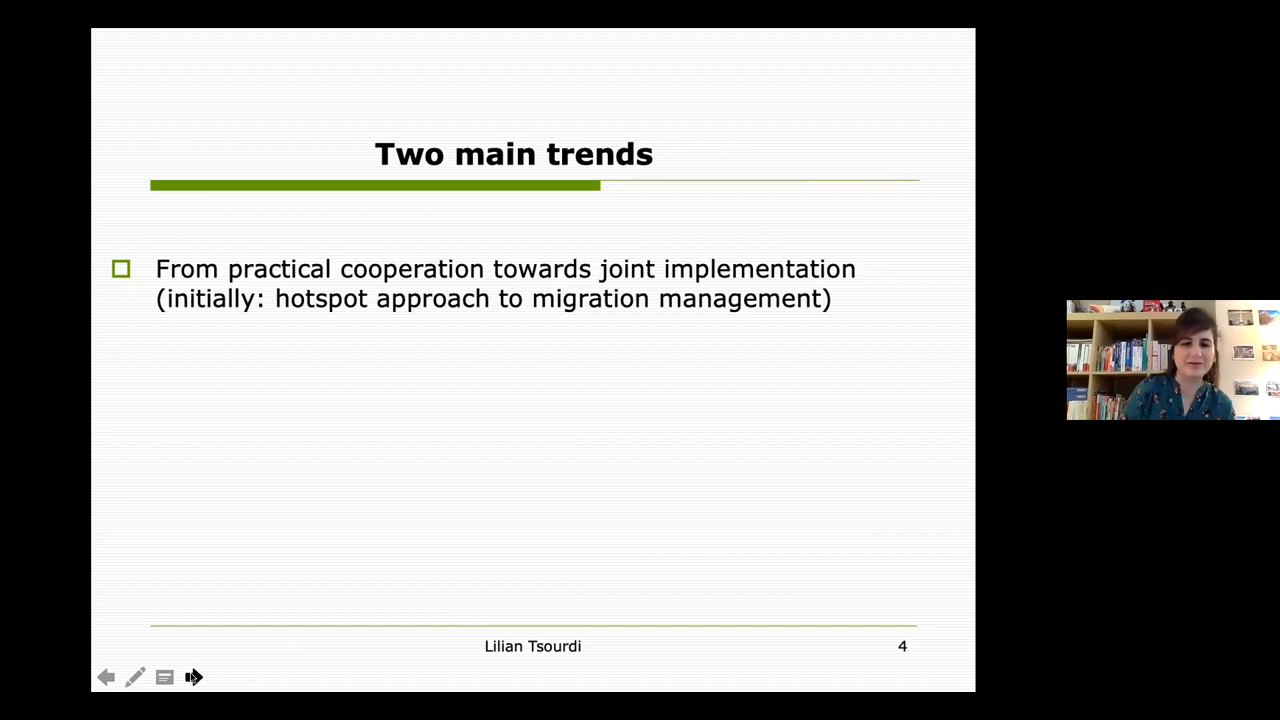 Two main trends
From practical cooperation towards joint implementation
(initially: hotspot approach to migration management)
Lilian Tsourdi
4